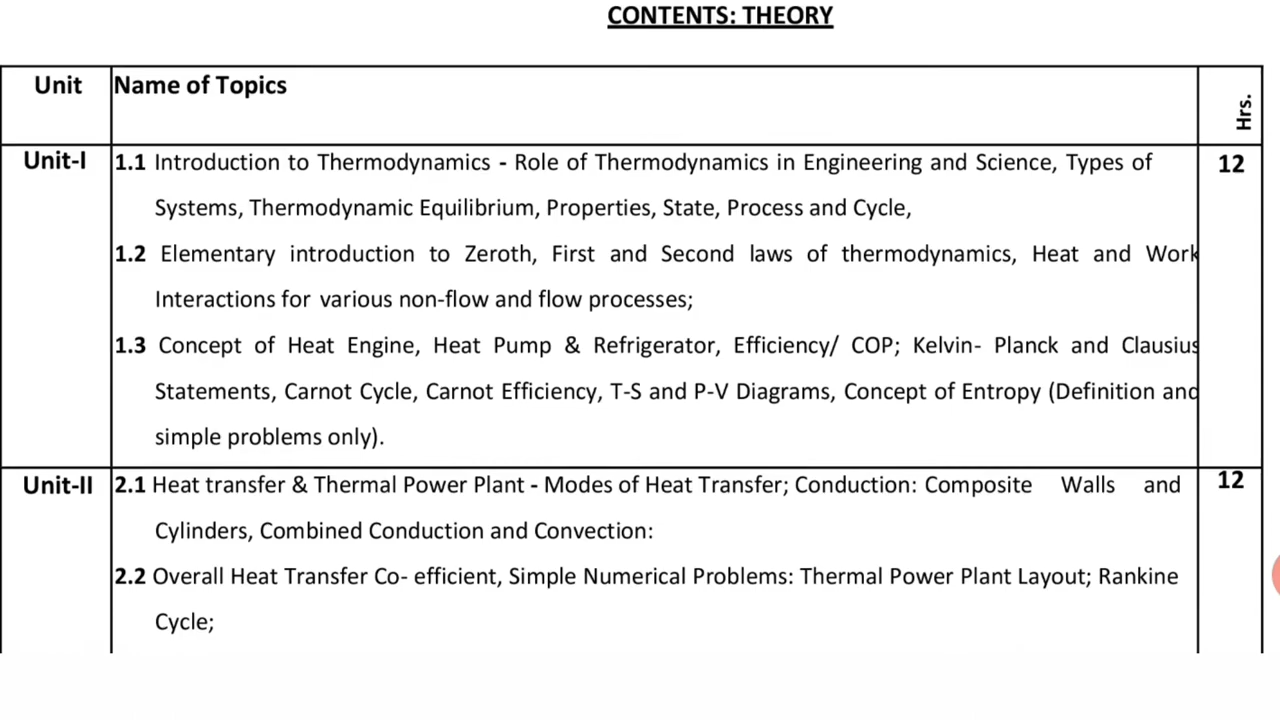 CONTENTS: THEORY
Unit
Name of Topics
Hrs.
Unit-I
1.1 Introduction to Thermodynamics - Role of Thermodynamics in Engineering and Science, Types of
12
Systems, Thermodynamic Equilibrium, Properties, State, Process and Cycle,
1.2 Elementary introduction to Zeroth, First and Second laws of thermodynamics, Heat and Work
Interactions for various non-flow and flow processes;
1.3 Concept of Heat Engine, Heat Pump & Refrigerator, Efficiency/ COP; Kelvin- Planck and Clausius
Statements, Carnot Cycle, Carnot Efficiency, T-S and P-V Diagrams, Concept of Entropy (Definition and
simple problems only).
Unit-II
2.1 Heat transfer & Thermal Power Plant - Modes of Heat Transfer; Conduction: Composite Walls and
12
Cylinders, Combined Conduction and Convection:
2.2 Overall Heat Transfer Co- efficient, Simple Numerical Problems: Thermal Power Plant Layout; Rankine
Cycle;